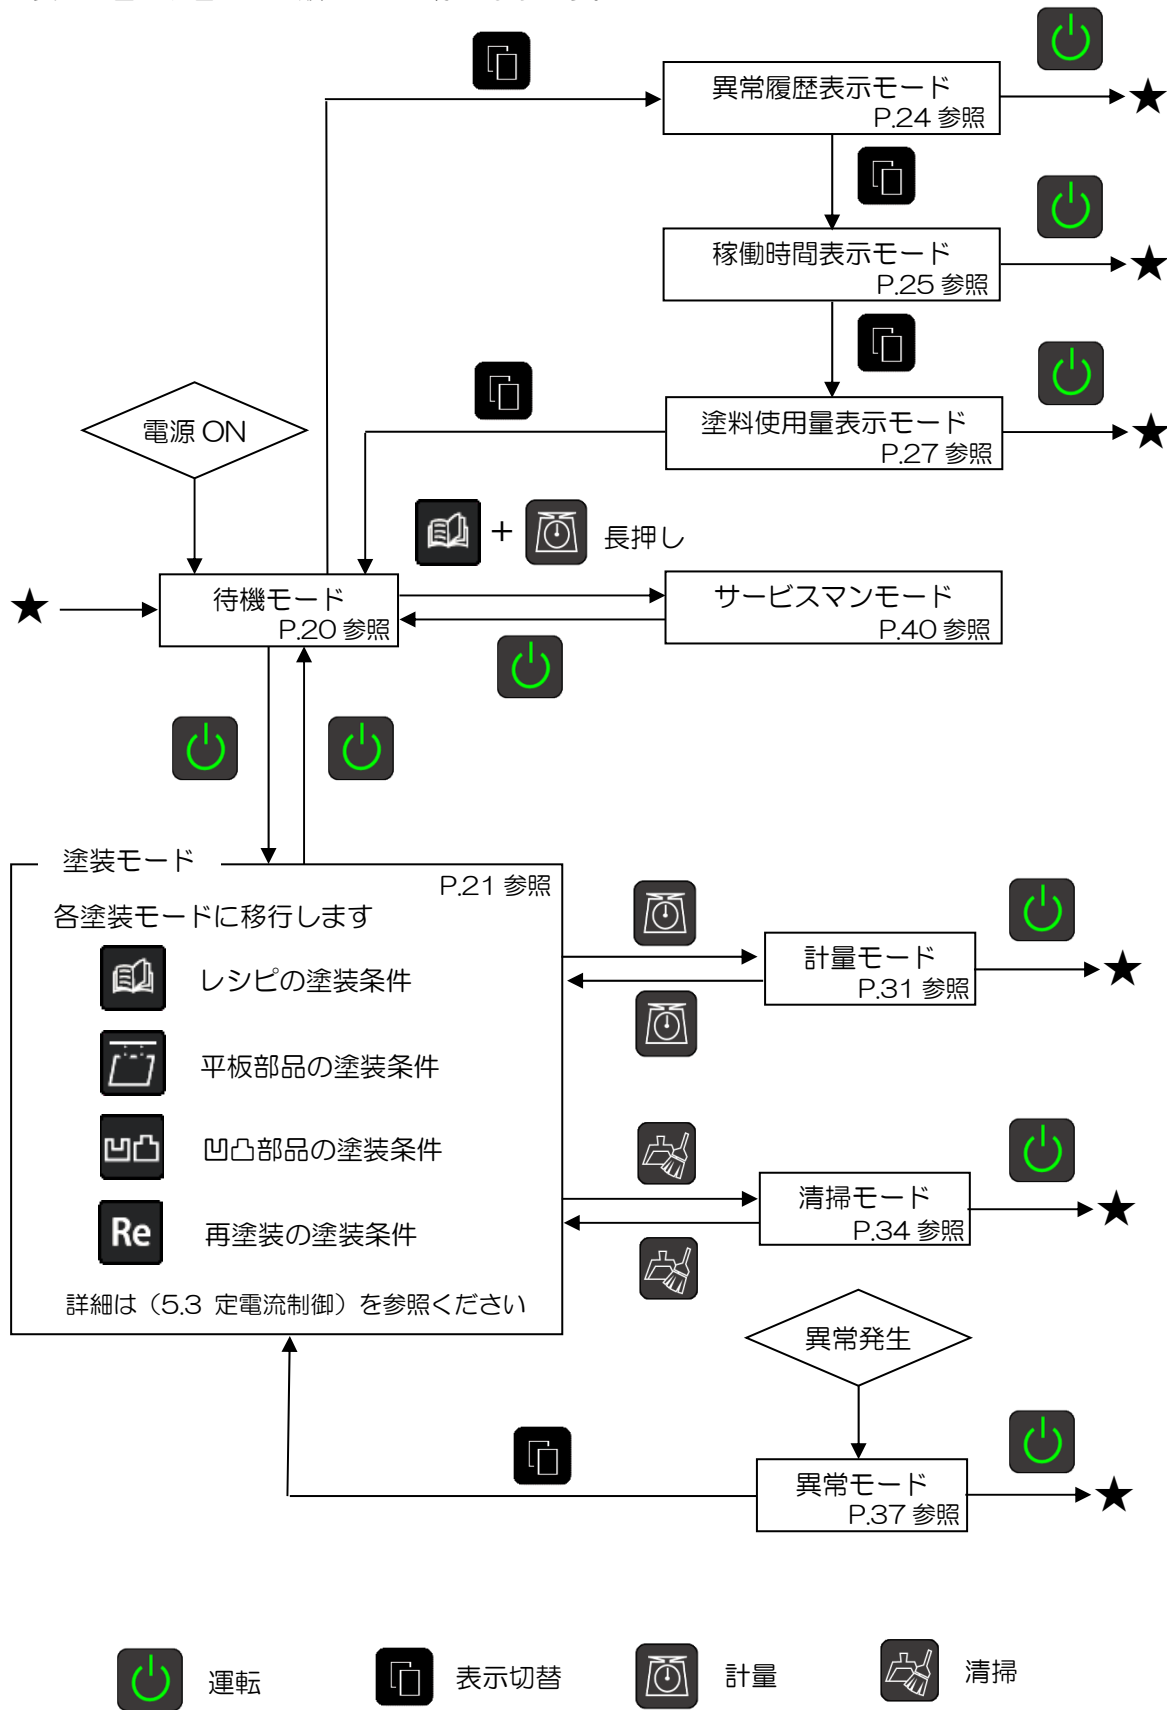 異常履歴表示モード
P.24 参照
稼働時間表示モード
P.25 参照
塗料使用量表示モード
P.27 参照
電源 ON
+
長押し
★
待機モード
P.20 参照
サービスマンモード
P.40 参照
塗装モード
P.21 参照
各塗装モードに移行します
レシピの塗装条件
平板部品の塗装条件
凹凸部品の塗装条件
Re
再塗装の塗装条件
詳細は（5.3 定電流制御）を参照ください
計量モード
P.31 参照
清掃モード
P.34 参照
異常発生
異常モード
P.37 参照
運転
表示切替
計量
清掃